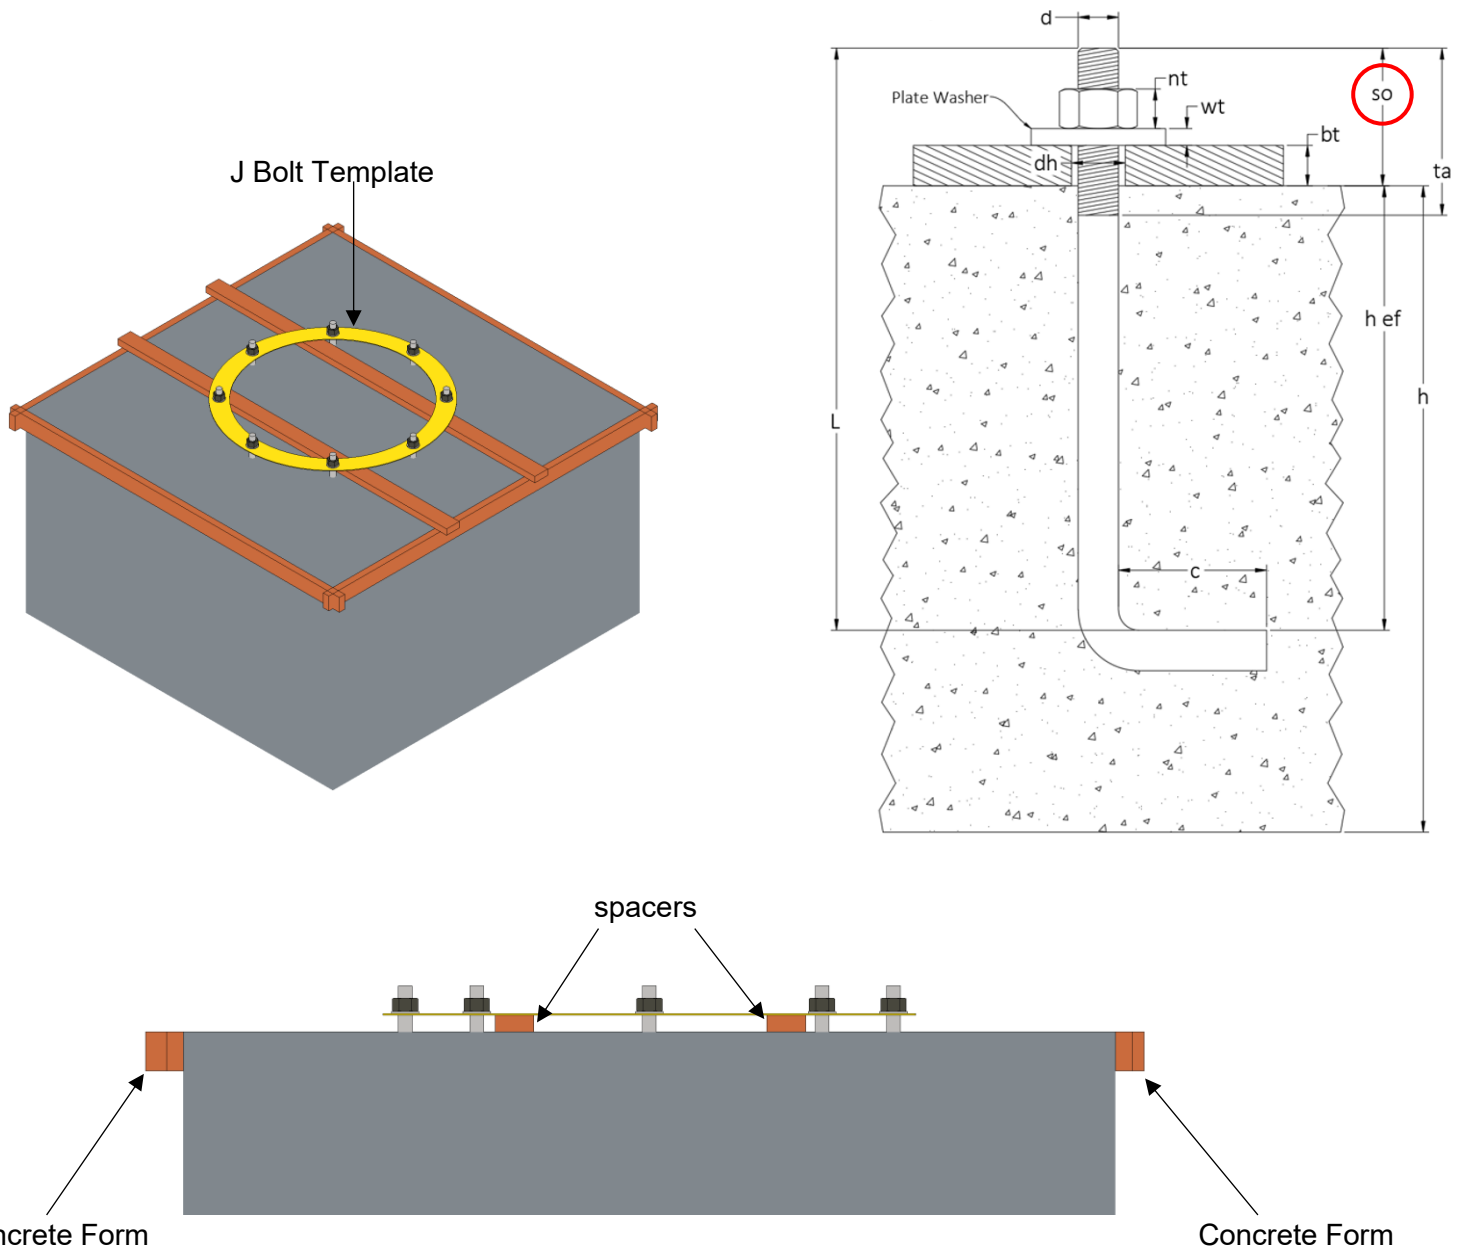 d
nt
Plate Washer
wt
so
bt
dh
ta
J Bolt Template
h ef
h
L
c
spacers
ncrete Form
Concrete Form